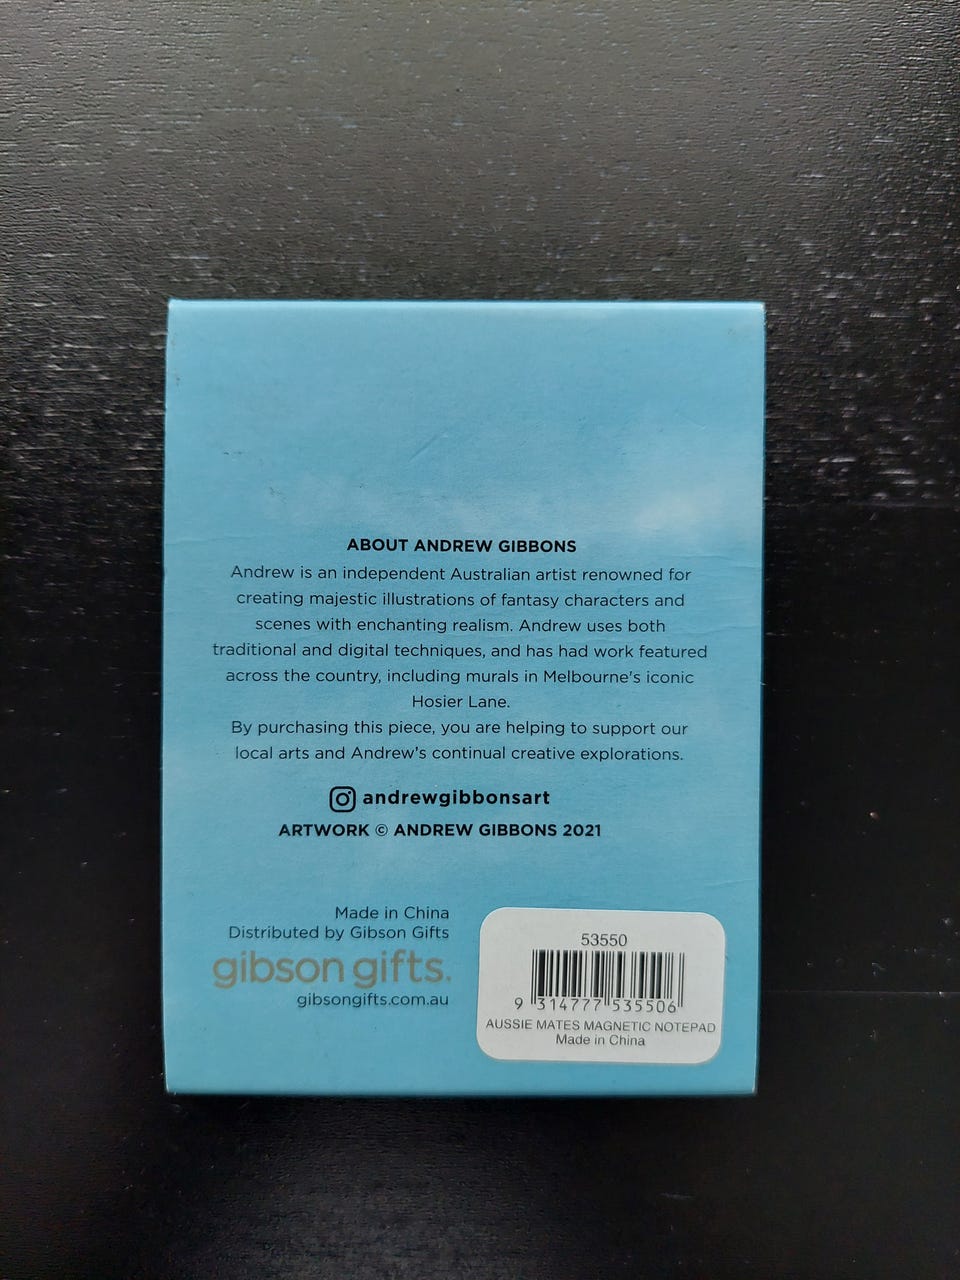 ABOUT ANDREW GIBBONS
Andrew is an independent Australian artist renowned for
creating majestic illustrations of fantasy characters and
scenes with enchanting realism. Andrew uses both
traditional and digital techniques, and has had work featured
across the country, including murals in Melbourne's iconic
Hosier Lane.
By purchasing this piece, you are helping to support our
local arts and Andrew's continual creative explorations.
andrewgibbonsart
ARTWORK © ANDREW GIBBONS 2021
Made in China
Distributed by Gibson Gifts
gibson gifts.
gibsongifts.com.au
53550
9 314777 535506
AUSSIE MATES MAGNETIC NOTEPAD
Made in China